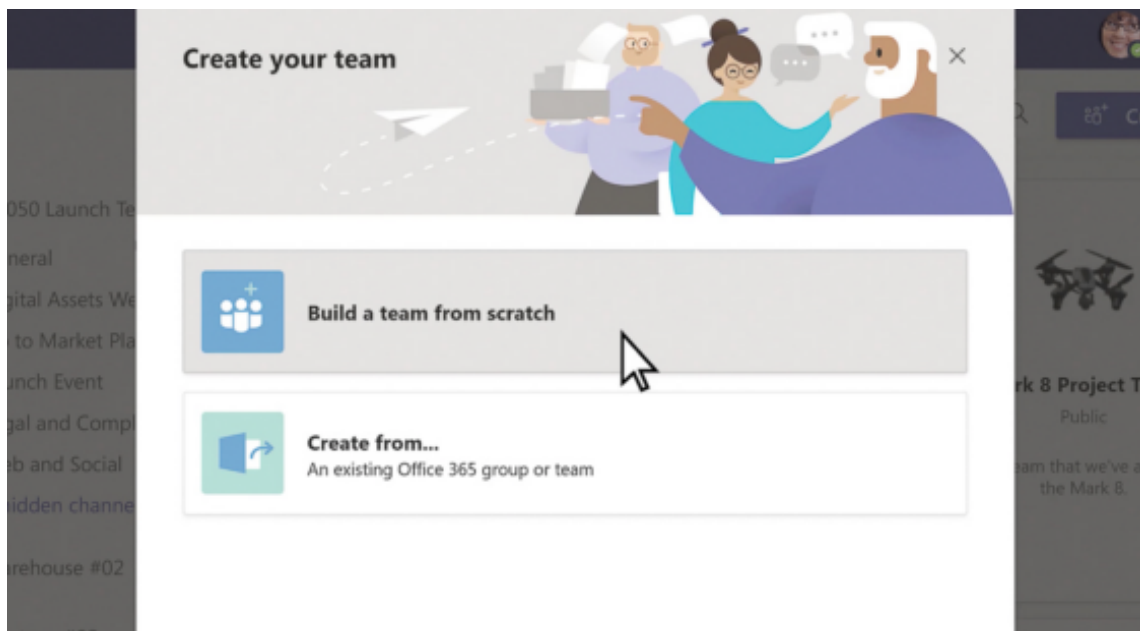 Create your team
Build a team from scratch
Create from...
An existing Office 365 group or team
050 Launch Te
neral
gital Assets We
to Market Pla
unch Event
gal and Compl
eb and Social
idden channe
rehouse #02
C
rk 8 Project T
Public
eam that we've a
the Mark 8.